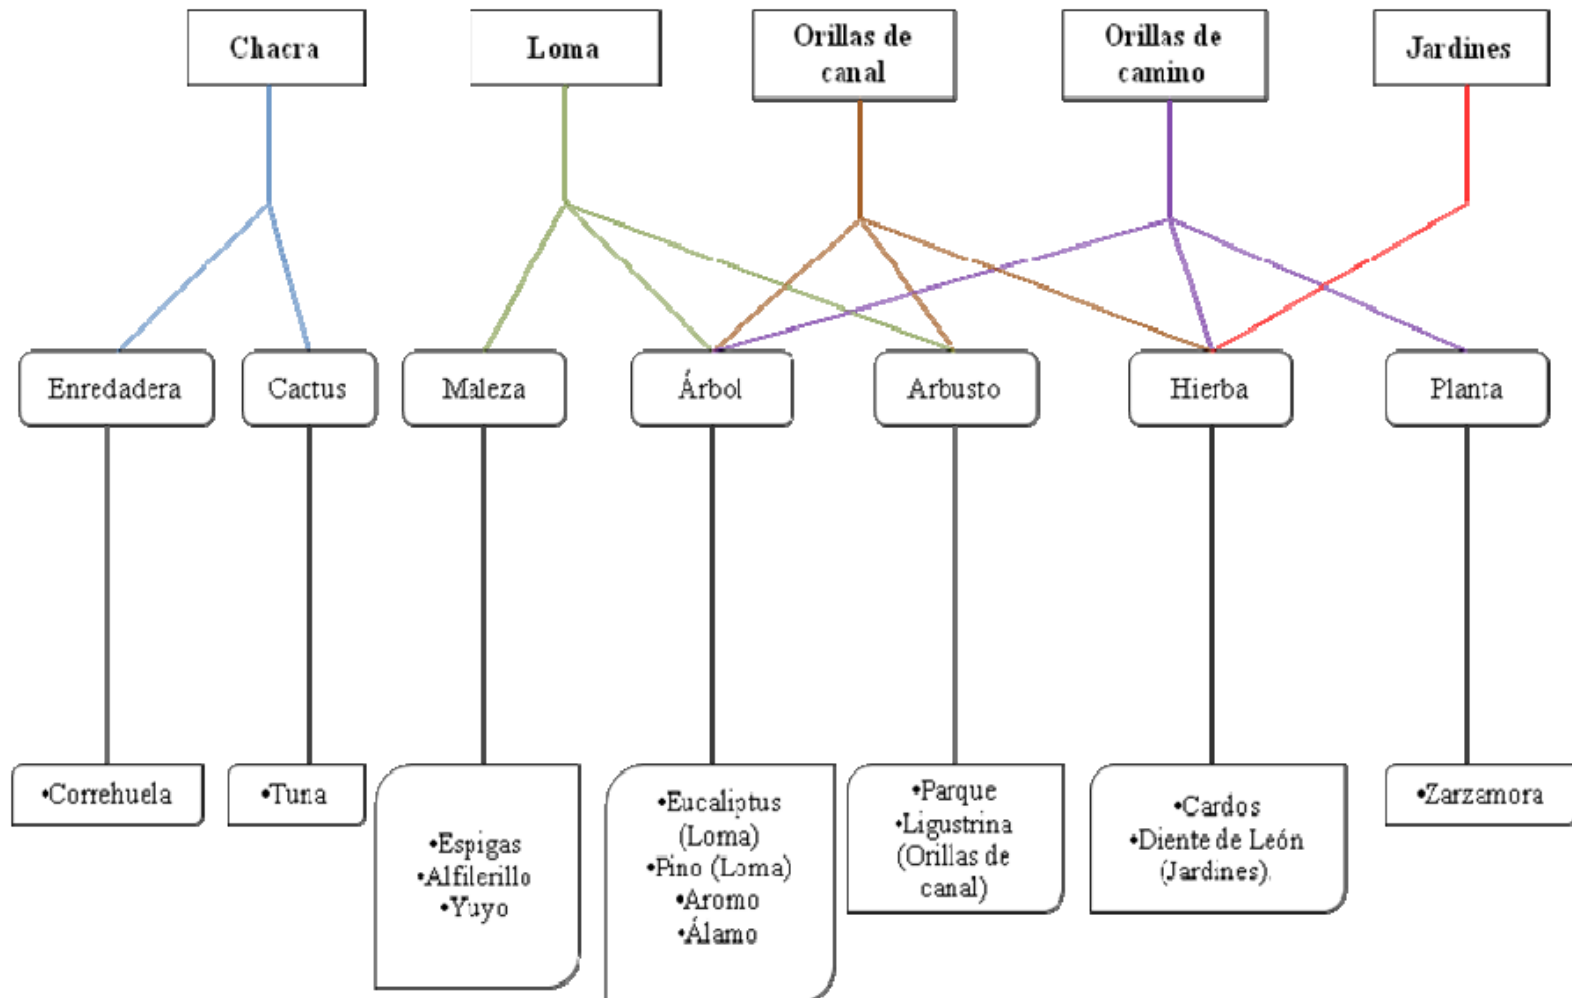 Chacra
Loma
Orillas de
canal
Orillas de
camino
Jardines
Enredadera
Cactus
Maleza
Árbol
Arbusto
Hierba
Planta
•Correhuela
•Tuna
•Espigas
•Alfilerillo
•Yuyo
•Eucaliptus
(Loma)
•Pino (Loma)
•Aromo
•Álamo
•Parque
•Ligustrina
(Orillas de
canal)
•Cardos
•Diente de León
(Jardines).
•Zarzamora